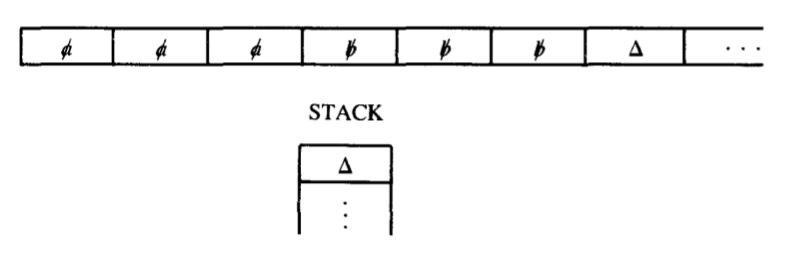 a̸ a̸ a̸ b̸ b̸ b̸ Δ ···
STACK
Δ
⋮